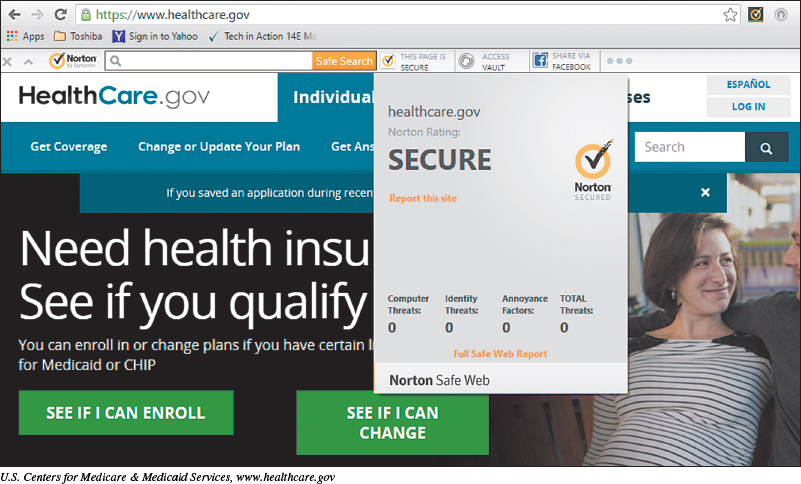 https://www.healthcare.gov
Apps Toshiba Sign in to Yahoo Tech in Action 14E
Norton by Symantec Safe Search THIS PAGE IS SECURE ACCESS VAULT SHARE VIA FACEBOOK
HealthCare.gov
ESPAÑOL
LOG IN
Get Coverage Change or Update Your Plan Get
Search
If you saved an application during
Need health
See if you qualify
You can enroll in or change plans if you have certain
for Medicaid or CHIP
SEE IF I CAN ENROLL
SEE IF I CAN
CHANGE
healthcare.gov
Norton Rating:
SECURE
Norton
SECURED
Report this site
Computer Threats: Identity Threats: Annoyance Factors: TOTAL Threats:
0 0 0 0
Full Safe Web Report
Norton Safe Web
U.S. Centers for Medicare & Medicaid Services, www.healthcare.gov